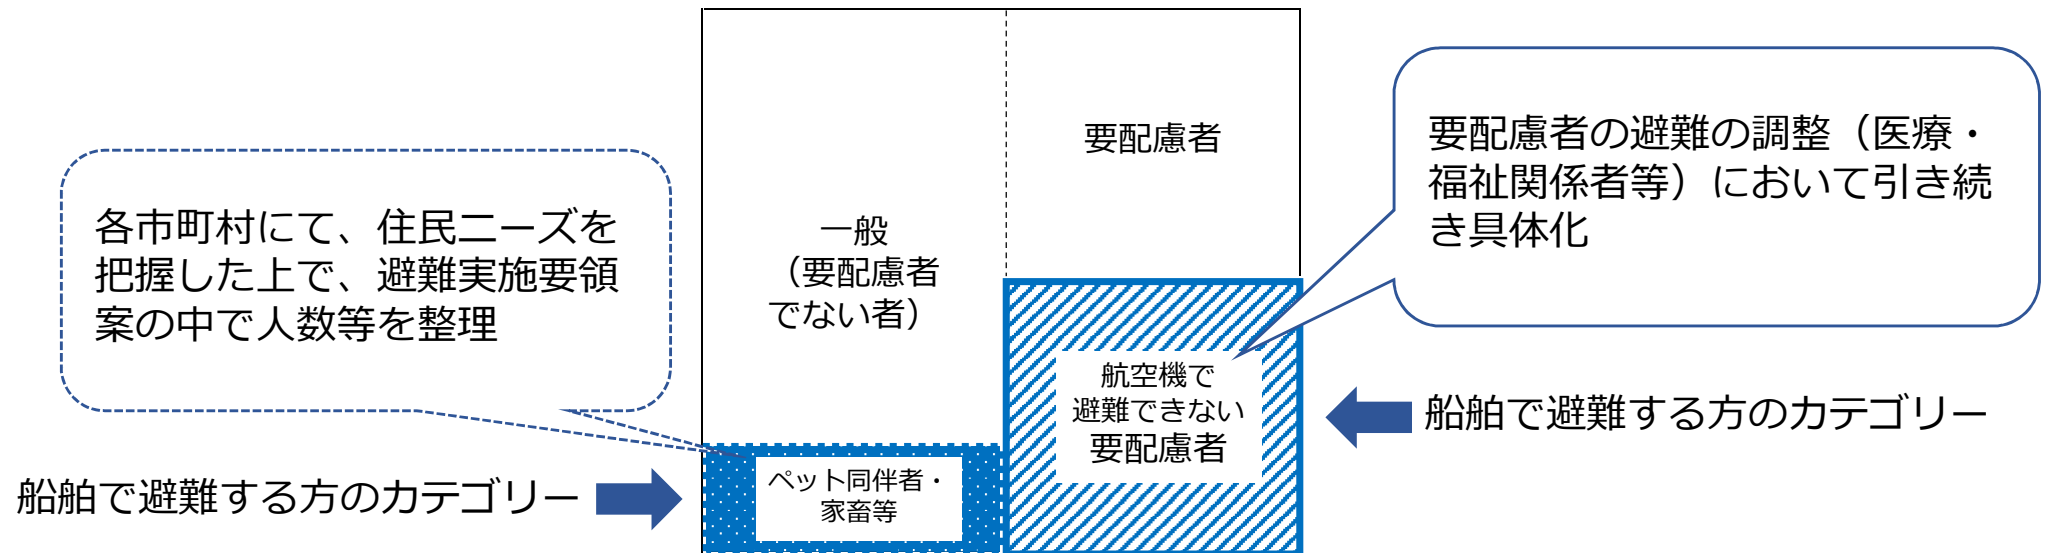 各市町村にて、住民ニーズを
把握した上で、避難実施要領
案の中で人数等を整理
船舶で避難する方のカテゴリー
一般
（要配慮者
でない者）
ペット同伴者・
家畜等
要配慮者
航空機で
避難できない
要配慮者
要配慮者の避難の調整（医療・
福祉関係者等）において引き続
き具体化
船舶で避難する方のカテゴリー